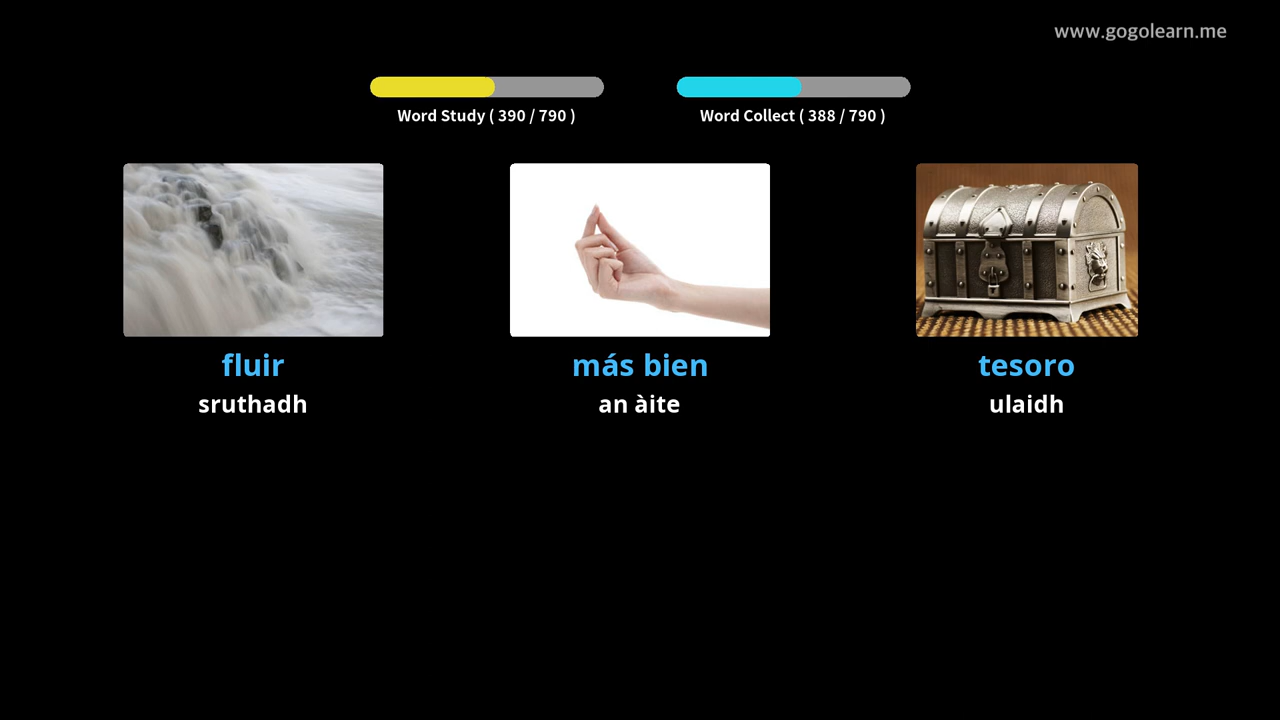 www.gogolearn.me
Word Study ( 390 / 790 )
Word Collect ( 388 / 790 )
fluir
más bien
tesoro
sruthadh
an àite
ulaidh